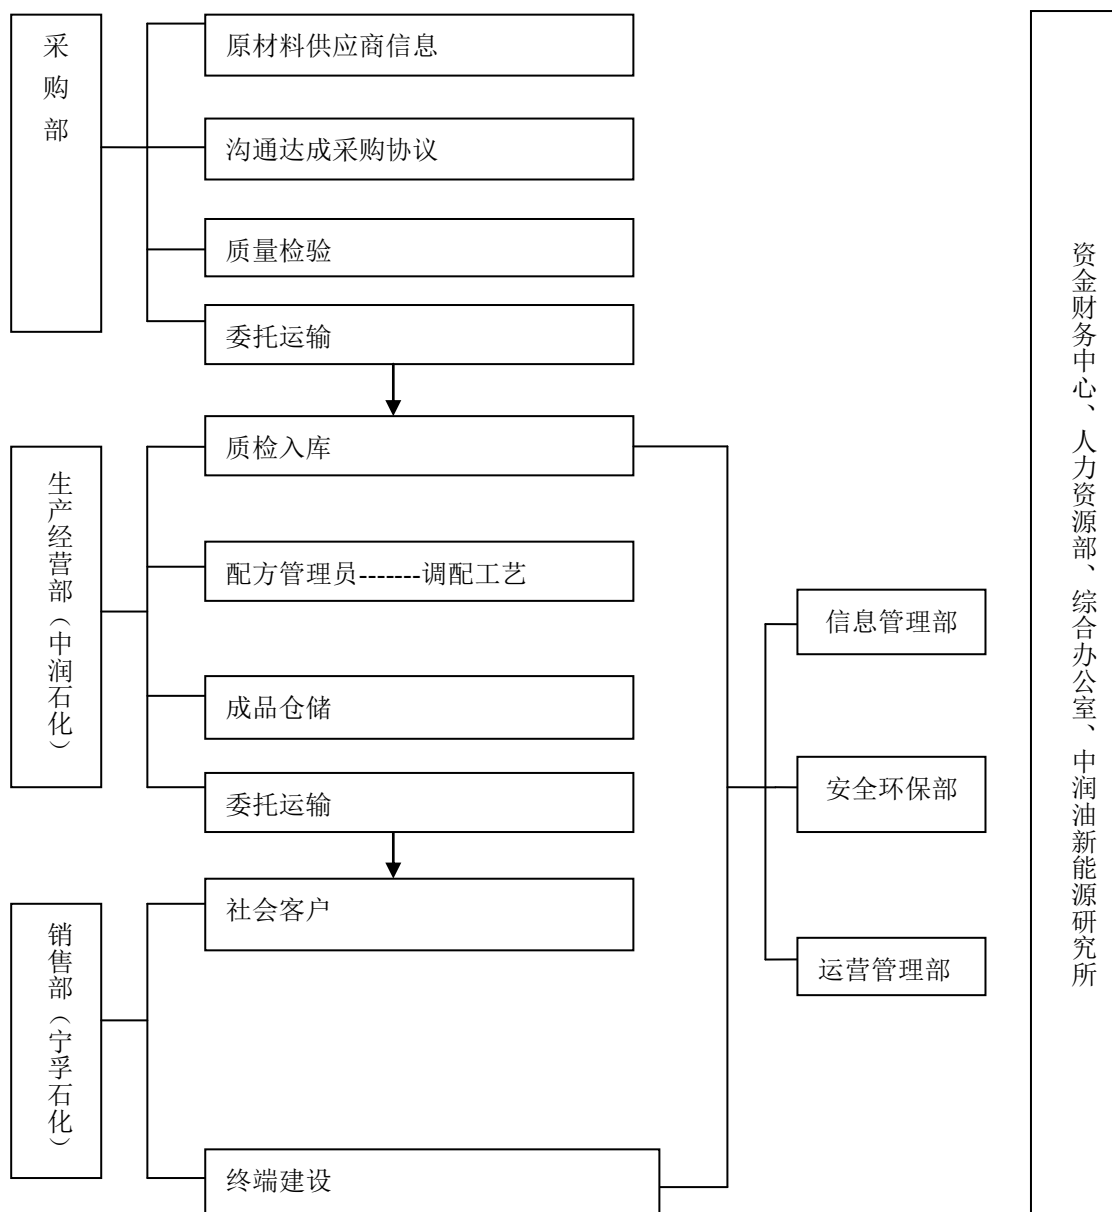 采购部
原材料供应商信息
沟通达成采购协议
质量检验
委托运输
生产经营部（中润石化）
质检入库
配方管理员-------调配工艺
成品仓储
委托运输
销售部（宁孚石化）
社会客户
终端建设
信息管理部
安全环保部
运营管理部
资金财务中心、人力资源部、综合办公室、中润油新能源研究所